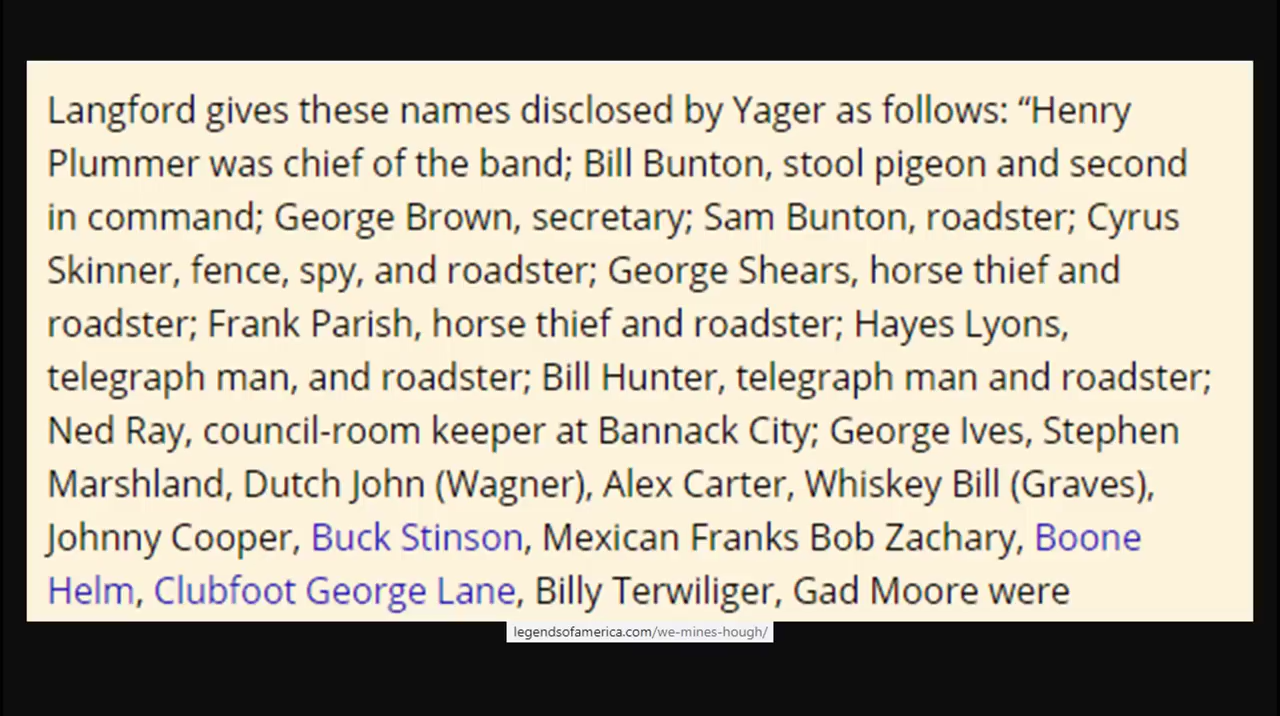 Langford gives these names disclosed by Yager as follows: “Henry
Plummer was chief of the band; Bill Bunton, stool pigeon and second
in command; George Brown, secretary; Sam Bunton, roadster; Cyrus
Skinner, fence, spy, and roadster; George Shears, horse thief and
roadster; Frank Parish, horse thief and roadster; Hayes Lyons,
telegraph man, and roadster; Bill Hunter, telegraph man and roadster;
Ned Ray, council-room keeper at Bannack City; George Ives, Stephen
Marshland, Dutch John (Wagner), Alex Carter, Whiskey Bill (Graves),
Johnny Cooper, Buck Stinson, Mexican Franks Bob Zachary, Boone
Helm, Clubfoot George Lane, Billy Terwiliger, Gad Moore were
legendsofamerica.com/we-mines-hough/